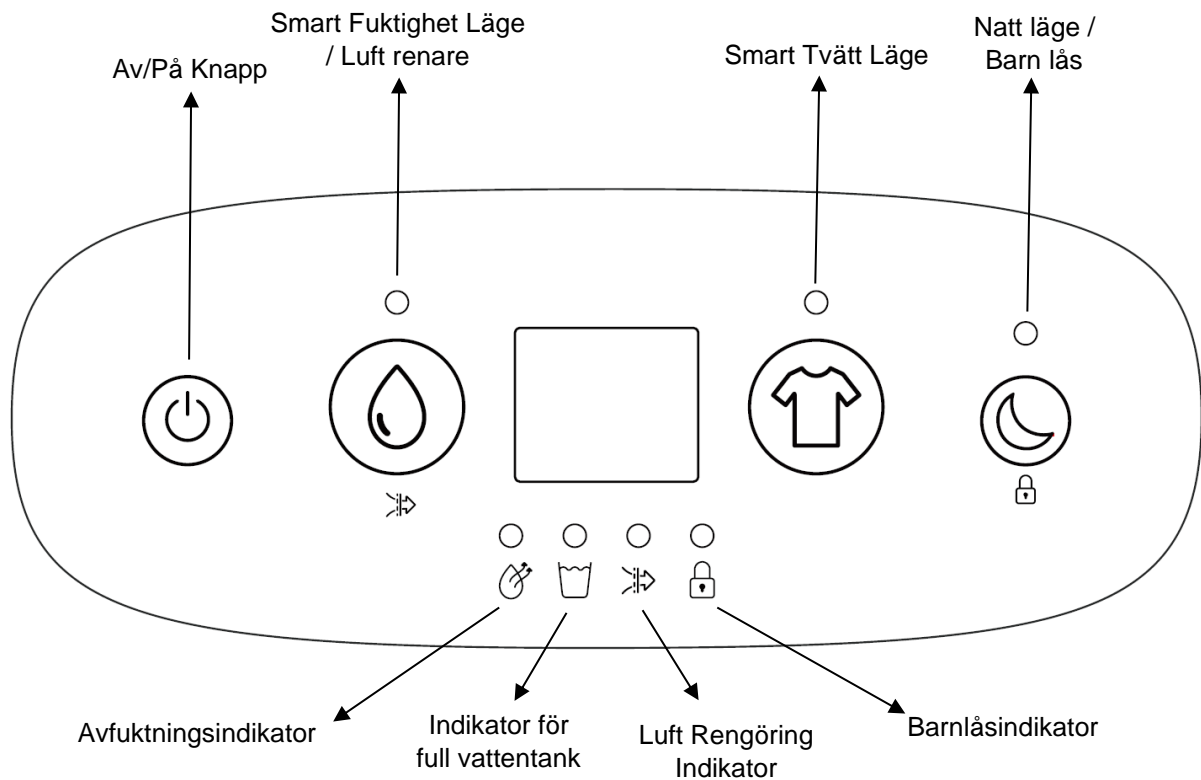 Smart Fuktighet Läge
/ Luft renare
Av/På Knapp
Smart Tvätt Läge
Natt läge /
Barn lås
Avfuktningsindikator
Indikator för
full vattentank
Luft Rengöring
Indikator
Barnlåsindikator